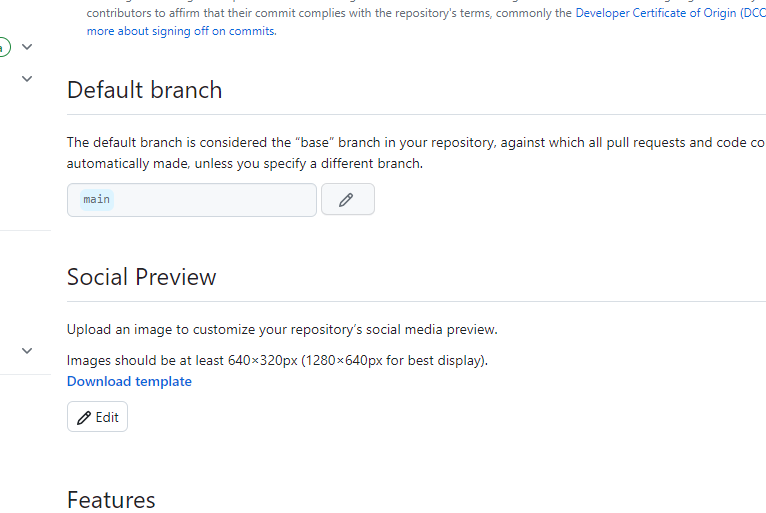 contributors to affirm that their commit complies with the repository's terms, commonly the Developer Certificate of Origin (DCO
more about signing off on commits.
Default branch
The default branch is considered the “base” branch in your repository, against which all pull requests and code co
automatically made, unless you specify a different branch.
main
Social Preview
Upload an image to customize your repository’s social media preview.
Images should be at least 640×320px (1280×640px for best display).
Download template
Edit
Features